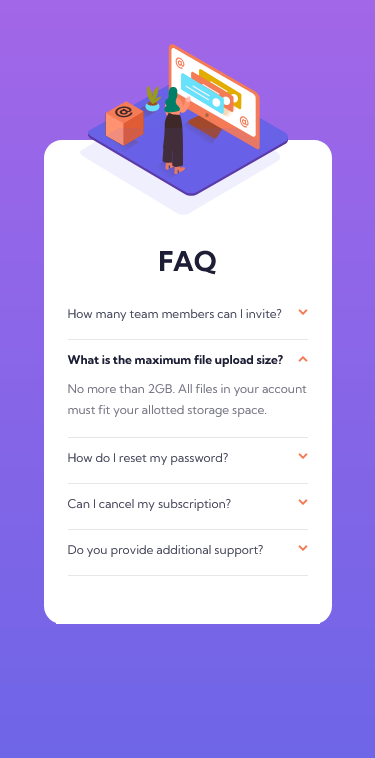 FAQ
How many team members can I invite?
What is the maximum file upload size?
No more than 2GB. All files in your account
must fit your allotted storage space.
How do I reset my password?
Can I cancel my subscription?
Do you provide additional support?